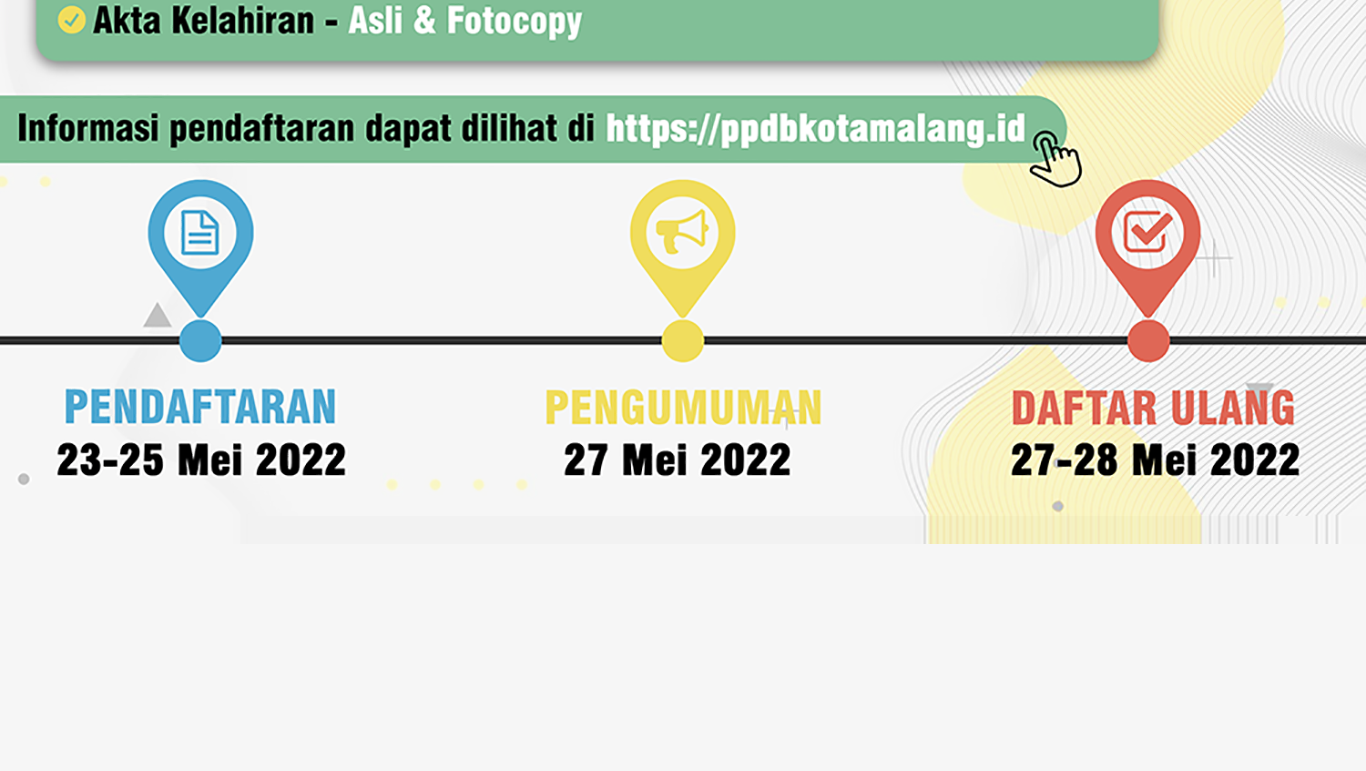 Akta Kelahiran - Asli & Fotocopy
Informasi pendaftaran dapat dilihat di https://ppdbkotamalang.id
PENDAFTARAN
23-25 Mei 2022
PENGUMUMAN
27 Mei 2022
DAFTAR ULANG
27-28 Mei 2022